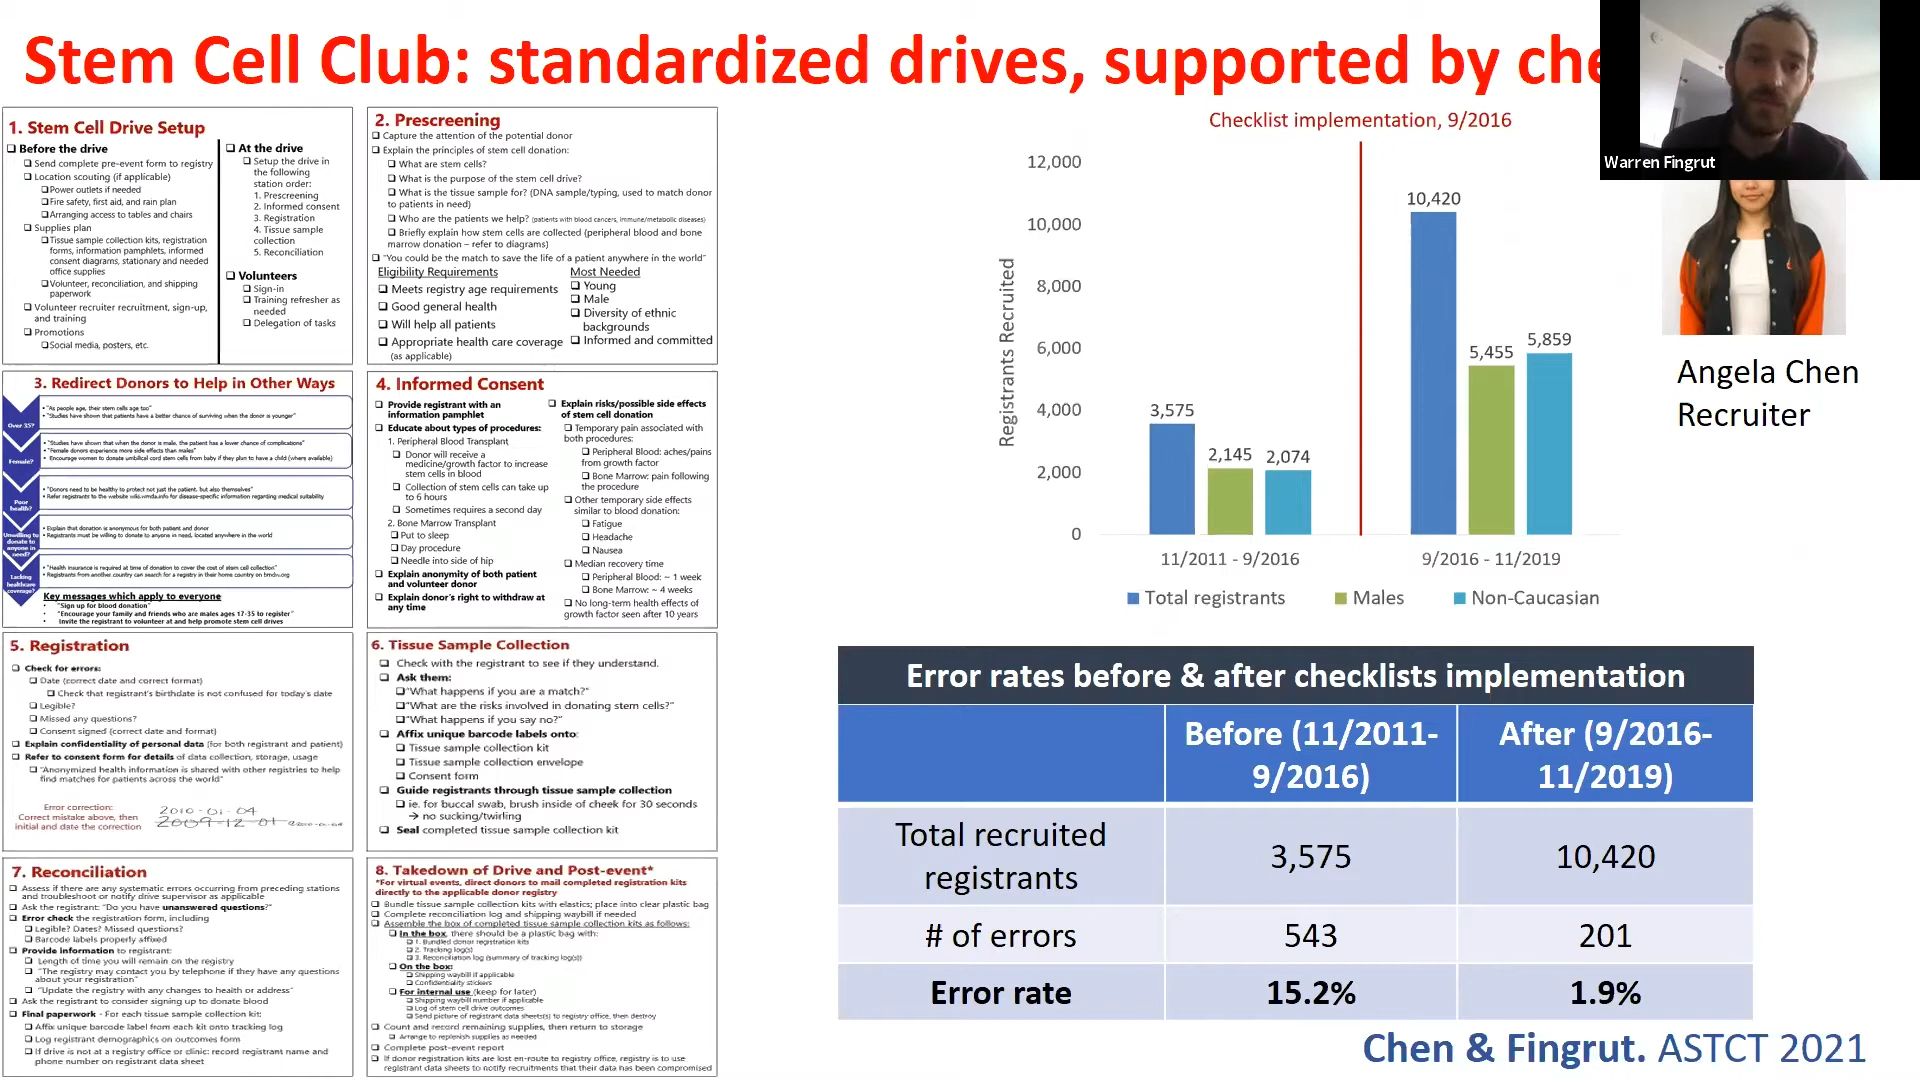 Stem Cell Club: standardized drives, supported by che
Warren Fingrut
1. Stem Cell Drive Setup
Before the drive
Send complete pre-event form to registry
Location scouting (if applicable)
Power outlets if needed
Fire safety, first aid, and rain plan
Arranging access to tables and chairs
Supplies plan
Tissue sample collection kits, registration
forms, information pamphlets, informed
consent diagrams, stationary and needed
office supplies
Volunteer, reconciliation, and shipping
paperwork
Volunteer recruiter recruitment, sign-up,
and training
Promotions
Social media, posters, etc.
At the drive
Setup the drive in
the following
station order:
1. Prescreening
2. Informed consent
3. Registration
4. Tissue sample
collection
5. Reconciliation
Volunteers
Sign-in
Training refresher as
needed
Delegation of tasks
2. Prescreening
Capture the attention of the potential donor
Explain the principles of stem cell donation:
What are stem cells?
What is the purpose of the stem cell drive?
What is the tissue sample for? (DNA sample/typing, used to match donor
to patients in need)
Who are the patients we help? (patients with blood cancers, immune/metabolic diseases)
Briefly explain how stem cells are collected (peripheral blood and bone
marrow donation – refer to diagrams)
"You could be the match to save the life of a patient anywhere in the world"
Eligibility Requirements
Meets registry age requirements
Good general health
Will help all patients
Appropriate health care coverage
(as applicable)
Most Needed
Young
Male
Diversity of ethnic
backgrounds
Informed and committed
3. Redirect Donors to Help in Other Ways
Over 35?
• "As people age, their stem cells age too"
• "Studies have shown that patients have a better chance of surviving when the donor is younger"
Female?
• "Studies have shown that when the donor is male, the patient has a lower chance of complications"
• "Female donors experience more side effects than males"
• Encourage women to donate umbilical cord stem cells from baby if they plan to have a child (where available)
Poor
health?
• "Donors need to be healthy to protect not just the patient, but also themselves"
• Refer registrants to the website wiki.wmda.info for disease-specific information regarding medical suitability
Unwilling to
donate to
anyone in
need?
• Explain that donation is anonymous for both patient and donor
• Registrants must be willing to donate to anyone in need, located anywhere in the world
Lacking
healthcare
coverage?
• "Health insurance is required at time of donation to cover the cost of stem cell collection"
• Registrants from another country can search for a registry in their home country on bmdw.org
Key messages which apply to everyone
• "Sign up for blood donation"
• "Encourage your family and friends who are males ages 17-35 to register"
• Invite the registrant to volunteer at and help promote stem cell drives
4. Informed Consent
Provide registrant with an
information pamphlet
Educate about types of procedures:
1. Peripheral Blood Transplant
Donor will receive a
medicine/growth factor to increase
stem cells in blood
Collection of stem cells can take up
to 6 hours
Sometimes requires a second day
2. Bone Marrow Transplant
Put to sleep
Day procedure
Needle into side of hip
Explain anonymity of both patient
and volunteer donor
Explain donor's right to withdraw at
any time
Explain risks/possible side effects
of stem cell donation
Temporary pain associated with
both procedures:
Peripheral Blood: aches/pains
from growth factor
Bone Marrow: pain following
the procedure
Other temporary side effects
similar to blood donation:
Fatigue
Headache
Nausea
Median recovery time
Peripheral Blood: ~ 1 week
Bone Marrow: ~ 4 weeks
No long-term health effects of
growth factor seen after 10 years
5. Registration
Check for errors:
Date (correct date and correct format)
Check that registrant's birthdate is not confused for today's date
Legible?
Missed any questions?
Consent signed (correct date and format)
Explain confidentiality of personal data (for both registrant and patient)
Refer to consent form for details of data collection, storage, usage
"Anonymized health information is shared with other registries to help
find matches for patients across the world"
Error correction:
Correct mistake above, then
initial and date the correction
2010-01-04
2009-12-01
6. Tissue Sample Collection
Check with the registrant to see if they understand.
Ask them:
"What happens if you are a match?"
"What are the risks involved in donating stem cells?"
"What happens if you say no?"
Affix unique barcode labels onto:
Tissue sample collection kit
Tissue sample collection envelope
Consent form
Guide registrants through tissue sample collection
ie. for buccal swab, brush inside of cheek for 30 seconds
→ no sucking/twirling
Seal completed tissue sample collection kit
7. Reconciliation
Assess if there are any systematic errors occurring from preceding stations
and troubleshoot or notify drive supervisor as applicable
Ask the registrant: "Do you have unanswered questions?"
Error check the registration form, including
Legible? Dates? Missed questions?
Barcode labels properly affixed
Provide information to registrant:
Length of time you will remain on the registry
"The registry may contact you by telephone if they have any questions
about your registration"
"Update the registry with any changes to health or address"
Ask the registrant to consider signing up to donate blood
Final paperwork - For each tissue sample collection kit:
Affix unique barcode label from each kit onto tracking log
Log registrant demographics on outcomes form
If drive is not at a registry office or clinic: record registrant name and
phone number on registrant data sheet
8. Takedown of Drive and Post-event*
*For virtual events, direct donors to mail completed registration kits
directly to the applicable donor registry
Bundle tissue sample collection kits with elastics; place into clear plastic bag
Complete reconciliation log and shipping waybill if needed
Assemble the box of completed tissue sample collection kits as follows:
In the box, there should be a plastic bag with:
1. Bundled donor registration kits
2. Tracking log(s)
3. Reconciliation log (summary of tracking log(s))
On the box:
Shipping waybill if applicable
Confidentiality stickers
For internal use (keep for later)
Shipping waybill number if applicable
Log of stem cell drive outcomes
Send picture of registrant data sheets(s) to registry office, then destroy
Count and record remaining supplies, then return to storage
Arrange to replenish supplies as needed
Complete post-event report
If donor registration kits are lost en-route to registry office, registry is to use
registrant data sheets to notify recruitments that their data has been compromised
Checklist implementation, 9/2016
Registrants Recruited
12,000
10,000
8,000
6,000
4,000
2,000
0
3,575
2,145
2,074
10,420
5,455
5,859
11/2011 - 9/2016
9/2016 - 11/2019
Total registrants
Males
Non-Caucasian
Angela Chen
Recruiter
Error rates before & after checklists implementation
Before (11/2011-
9/2016)
After (9/2016-
11/2019)
Total recruited
registrants
3,575
10,420
# of errors
543
201
Error rate
15.2%
1.9%
Chen & Fingrut. ASTCT 2021